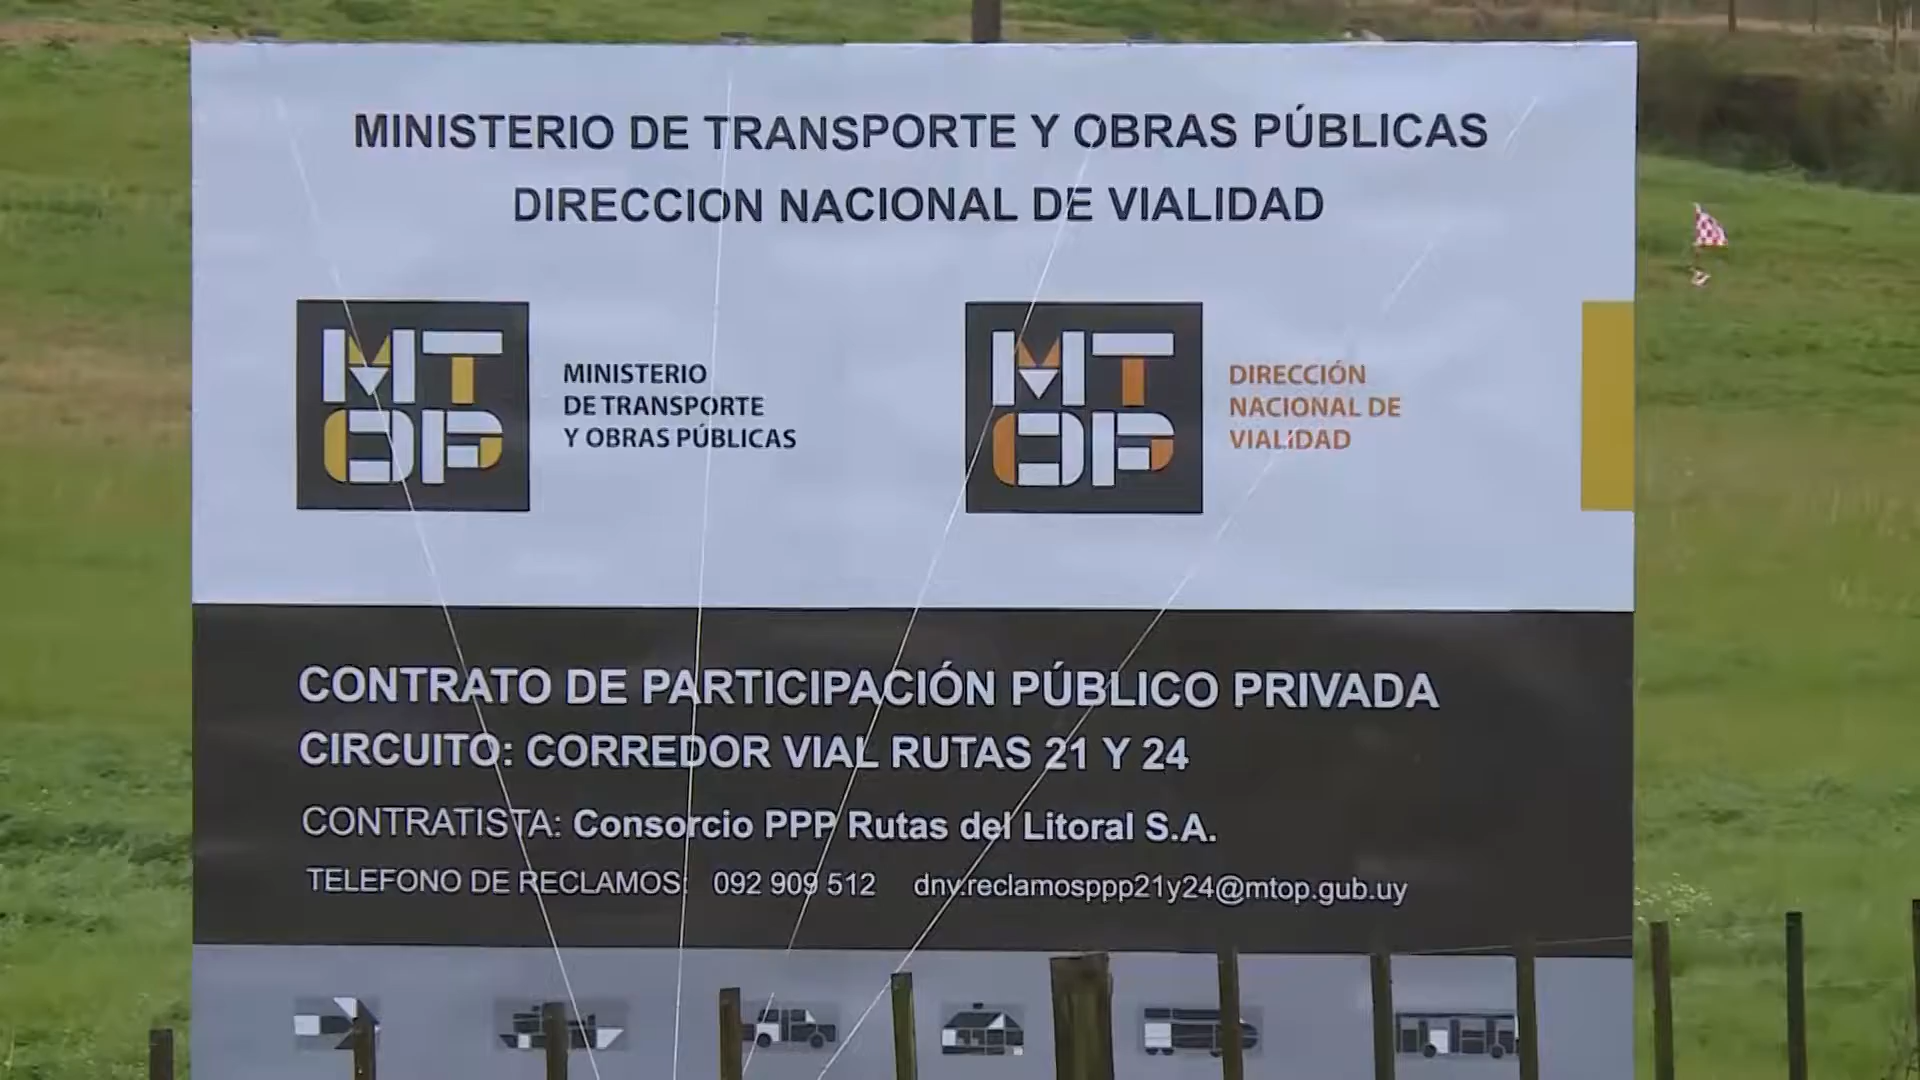 MINISTERIO DE TRANSPORTE Y OBRAS PÚBLICAS
DIRECCION NACIONAL DE VIALIDAD
MTOP
MINISTERIO
DE TRANSPORTE
Y OBRAS PÚBLICAS
MTOP
DIRECCIÓN
NACIONAL DE
VIALIDAD
CONTRATO DE PARTICIPACIÓN PÚBLICO PRIVADA
CIRCUITO: CORREDOR VIAL RUTAS 21 Y 24
CONTRATISTA: Consorcio PPP Rutas del Litoral S.A.
TELEFONO DE RECLAMOS: 092 909 512 dnv.reclamosppp21y24@mtop.gub.uy